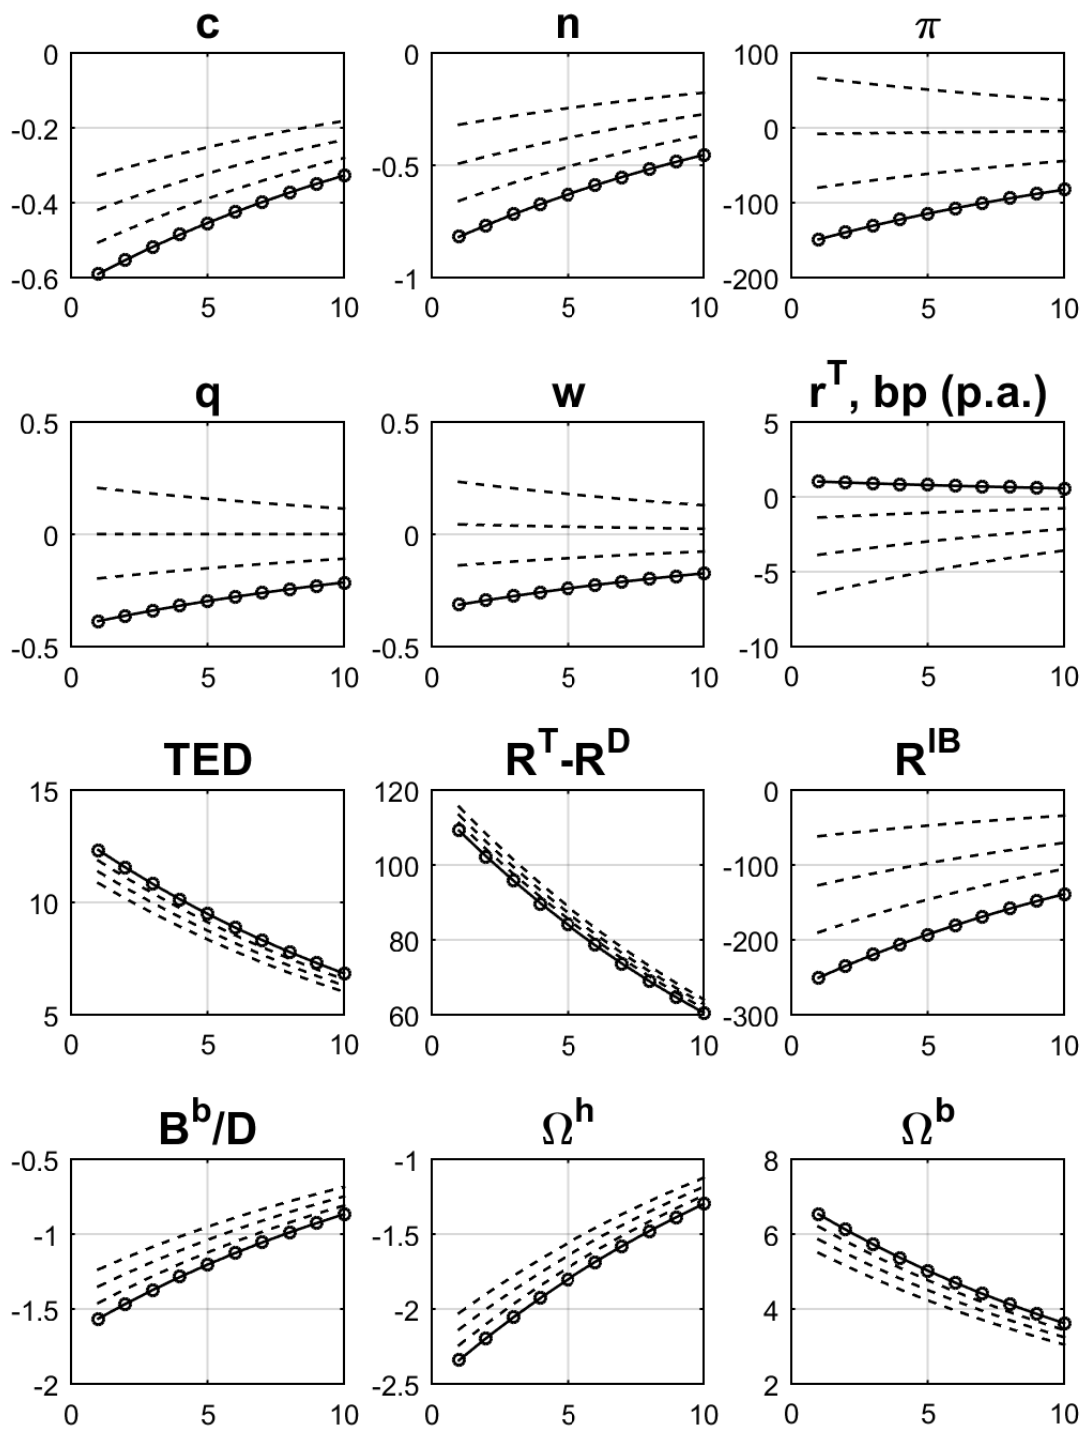 c n π
0 0 100
-0.2 0
-0.5
-0.4 -100
-0.6 -1 -200
0 5 10 0 5 10 0 5 10
q w r^T, bp (p.a.)
0.5 0.5 5
0
0 0
-5
-0.5 -0.5 -10
0 5 10 0 5 10 0 5 10
TED R^T-R^D R^IB
15 120 0
100 -100
10
80 -200
5 60 -300
0 5 10 0 5 10 0 5 10
B^b/D Ω^h Ω^b
-0.5 -1 8
-1 -1.5 6
-1.5 -2 4
-2 -2.5 2
0 5 10 0 5 10 0 5 10